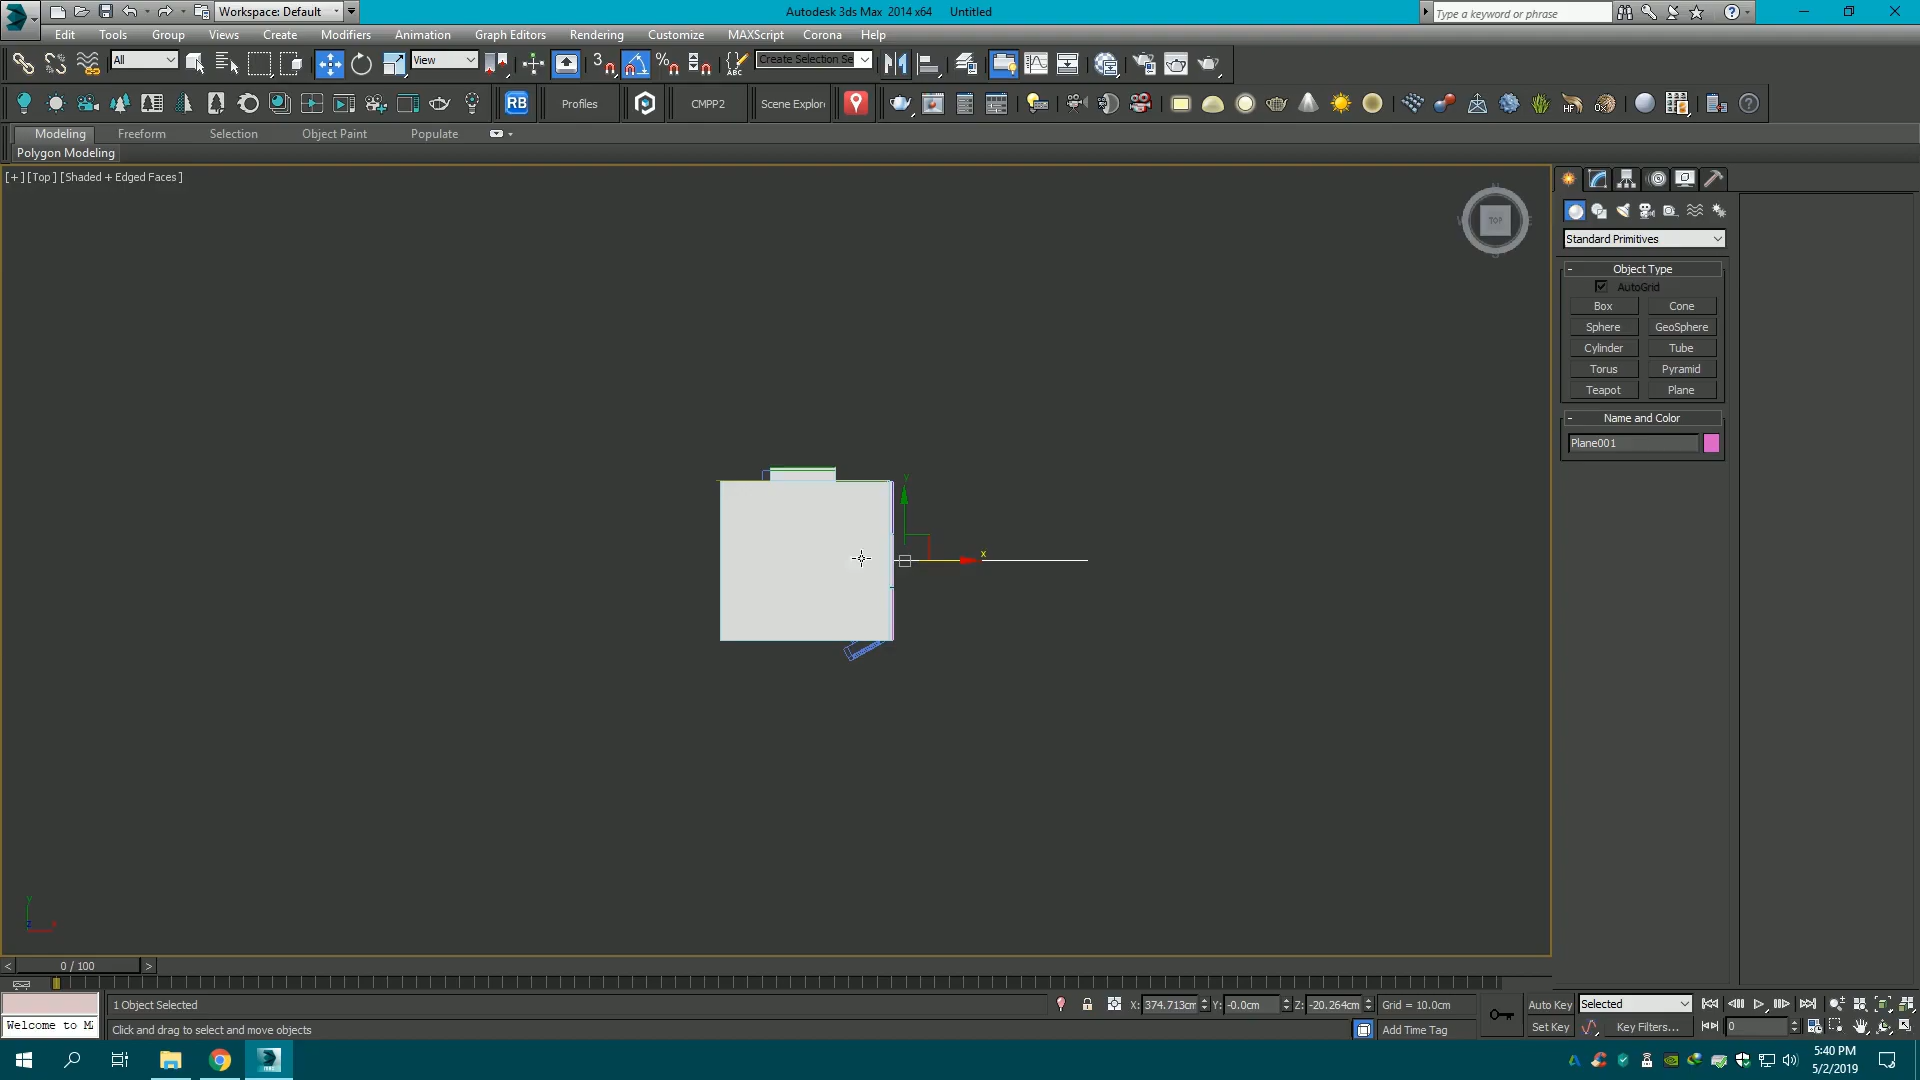 Workspace: Default
Autodesk 3ds Max 2014 x64 Untitled
Type a keyword or phrase
Edit Tools Group Views Create Modifiers Animation Graph Editors Rendering Customize MAXScript Corona Help
All
View
3
Create Selection Se
RB
Profiles
CMPP2
Scene Explor
Modeling Freeform Selection Object Paint Populate
Polygon Modeling
[+] [Top] [Shaded + Edged Faces]
TOP
Standard Primitives
- Object Type
AutoGrid
Box Cone
Sphere GeoSphere
Cylinder Tube
Torus Pyramid
Teapot Plane
- Name and Color
Plane001
y
x
< 0 / 100 >
1 Object Selected
X: 374.713cm Y: -0.0cm Z: -20.264cm Grid = 10.0cm
Auto Key Selected
Welcome to M
Click and drag to select and move objects
Add Time Tag
Set Key Key Filters... 0
5:40 PM
5/2/2019